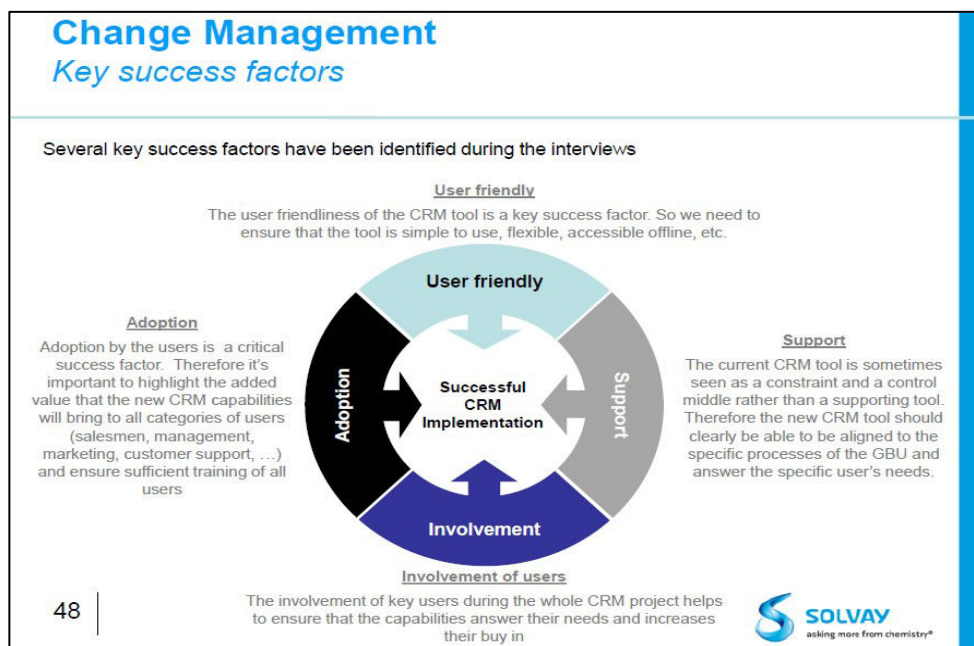 Change Management
Key success factors
Several key success factors have been identified during the interviews
User friendly
The user friendliness of the CRM tool is a key success factor. So we need to
ensure that the tool is simple to use, flexible, accessible offline, etc.
User friendly
Adoption
Adoption by the users is a critical
success factor. Therefore it's
important to highlight the added
value that the new CRM capabilities
will bring to all categories of users
(salesmen, management,
marketing, customer support, …)
and ensure sufficient training of all
users
Adoption
Successful
CRM
Implementation
Support
Support
The current CRM tool is sometimes
seen as a constraint and a control
middle rather than a supporting tool.
Therefore the new CRM tool should
clearly be able to be aligned to the
specific processes of the GBU and
answer the specific user's needs.
Involvement
Involvement of users
The involvement of key users during the whole CRM project helps
to ensure that the capabilities answer their needs and increases
their buy in
48
SOLVAY
asking more from chemistry®